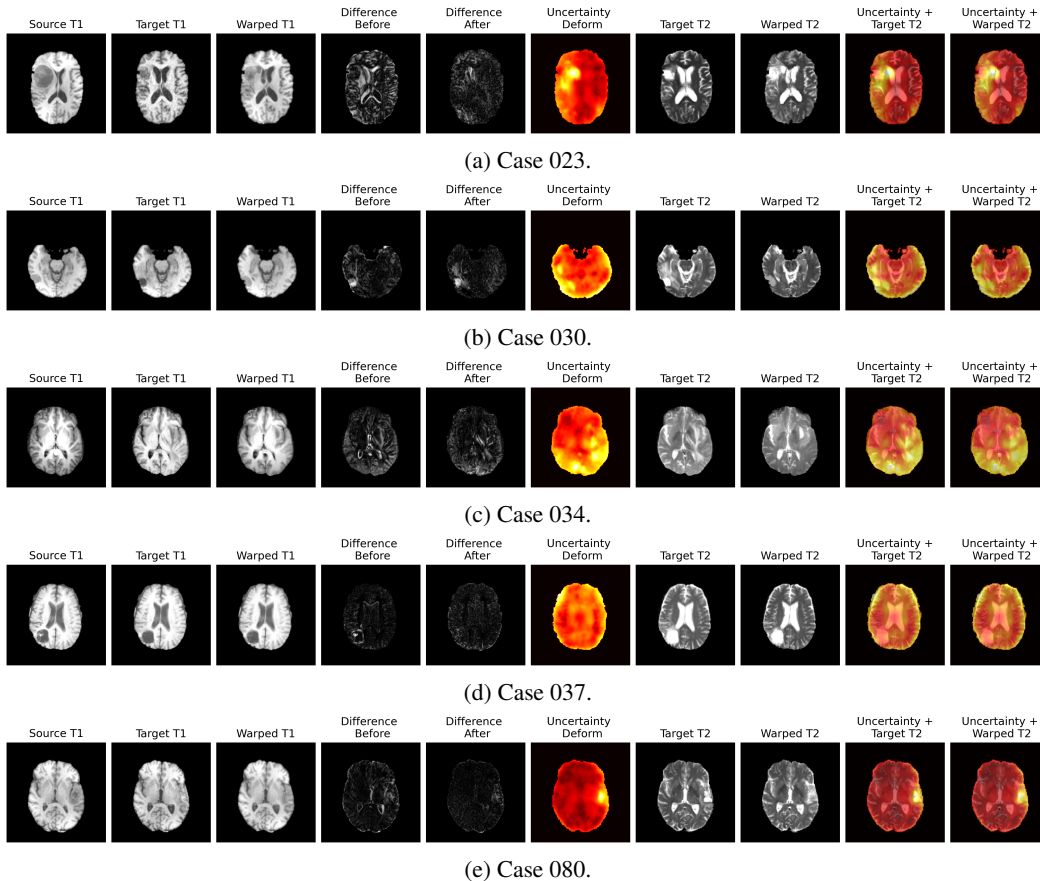 Source T1 Target T1 Warped T1 Difference Before Difference After Uncertainty Deform Target T2 Warped T2 Uncertainty + Target T2 Uncertainty + Warped T2
(a) Case 023.
Source T1 Target T1 Warped T1 Difference Before Difference After Uncertainty Deform Target T2 Warped T2 Uncertainty + Target T2 Uncertainty + Warped T2
(b) Case 030.
Source T1 Target T1 Warped T1 Difference Before Difference After Uncertainty Deform Target T2 Warped T2 Uncertainty + Target T2 Uncertainty + Warped T2
(c) Case 034.
Source T1 Target T1 Warped T1 Difference Before Difference After Uncertainty Deform Target T2 Warped T2 Uncertainty + Target T2 Uncertainty + Warped T2
(d) Case 037.
Source T1 Target T1 Warped T1 Difference Before Difference After Uncertainty Deform Target T2 Warped T2 Uncertainty + Target T2 Uncertainty + Warped T2
(e) Case 080.